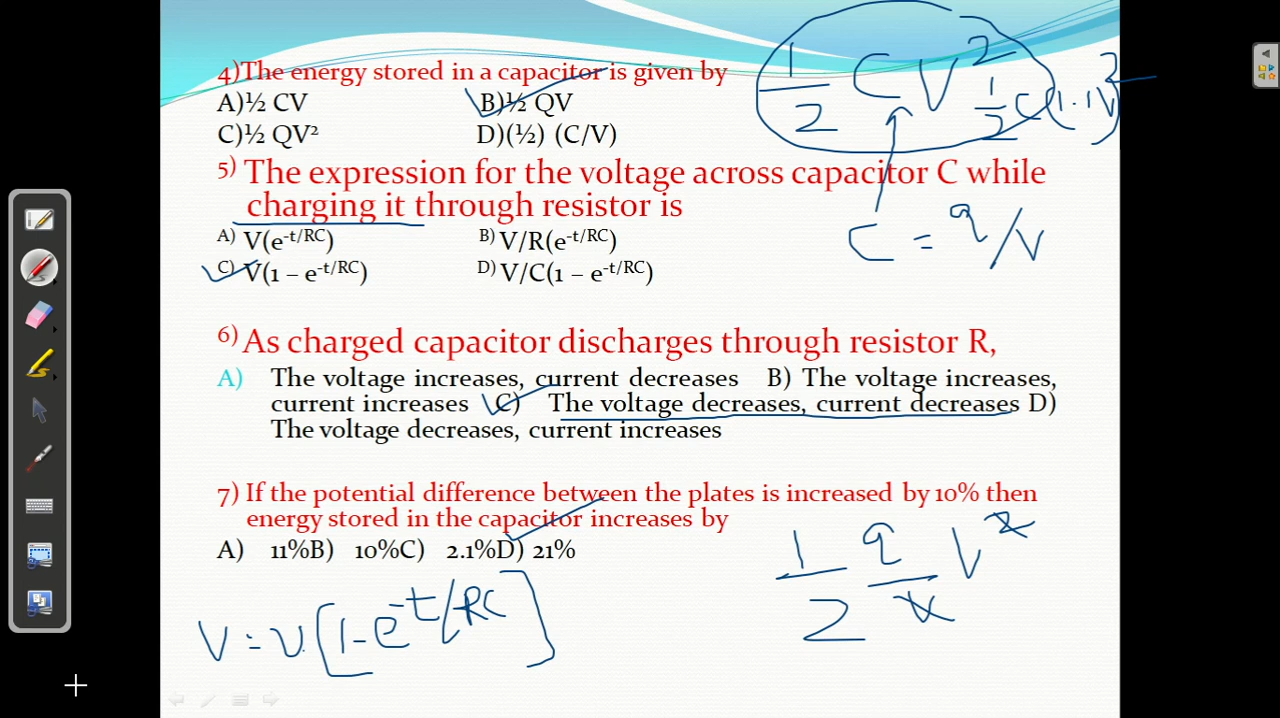 4)The energy stored in a capacitor is given by
A)½ CV B)½ QV
C)½ QV² D)(½) (C/V)
5) The expression for the voltage across capacitor C while
charging it through resistor is
A) V(e-t/RC) B) V/R(e-t/RC)
C) V(1 – e-t/RC) D) V/C(1 – e-t/RC)
6) As charged capacitor discharges through resistor R,
A) The voltage increases, current decreases B) The voltage increases,
current increases C) The voltage decreases, current decreases D)
The voltage decreases, current increases
7) If the potential difference between the plates is increased by 10% then
energy stored in the capacitor increases by
A) 11%B) 10%C) 2.1%D) 21%
1/2 CV²
1/2 C(1.1V)²
C = q/V
1/2 q/V V²
V = V.[1-e-t/RC]